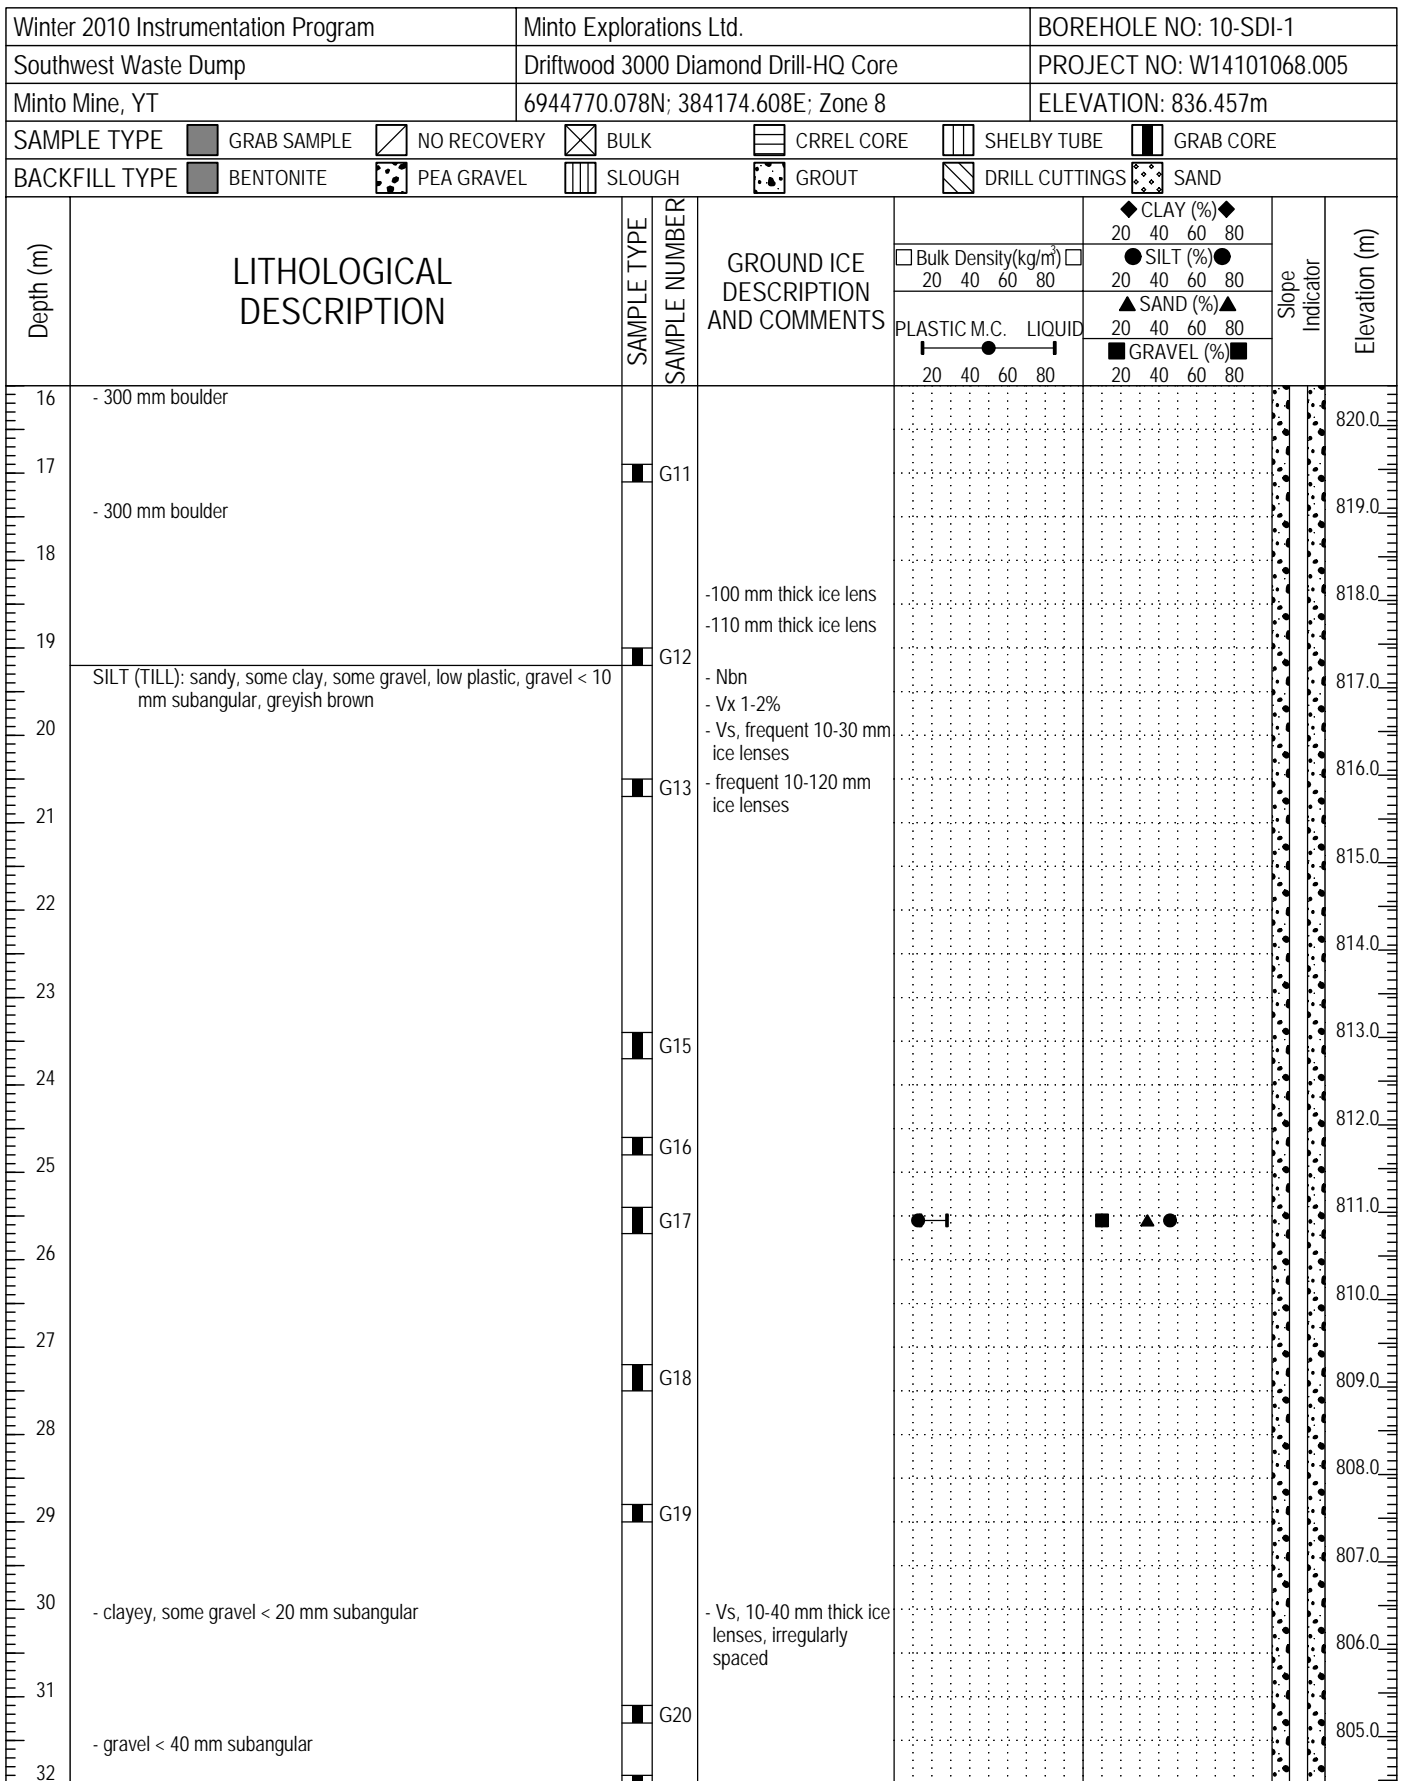 Winter 2010 Instrumentation Program
Minto Explorations Ltd.
BOREHOLE NO: 10-SDI-1
Southwest Waste Dump
Driftwood 3000 Diamond Drill-HQ Core
PROJECT NO: W14101068.005
Minto Mine, YT
6944770.078N; 384174.608E; Zone 8
ELEVATION: 836.457m
SAMPLE TYPE GRAB SAMPLE NO RECOVERY BULK CRREL CORE SHELBY TUBE GRAB CORE
BACKFILL TYPE BENTONITE PEA GRAVEL SLOUGH GROUT DRILL CUTTINGS SAND
Depth (m)
LITHOLOGICAL
DESCRIPTION
SAMPLE TYPE
SAMPLE NUMBER
GROUND ICE
DESCRIPTION
AND COMMENTS
Bulk Density(kg/m³)
20 40 60 80
PLASTIC M.C. LIQUID
20 40 60 80
CLAY (%)
20 40 60 80
SILT (%)
20 40 60 80
SAND (%)
20 40 60 80
GRAVEL (%)
20 40 60 80
Slope
Indicator
Elevation (m)
16
- 300 mm boulder
820.0
17
G11
- 300 mm boulder
819.0
18
-100 mm thick ice lens
818.0
-110 mm thick ice lens
19
G12
SILT (TILL): sandy, some clay, some gravel, low plastic, gravel < 10
mm subangular, greyish brown
- Nbn
817.0
- Vx 1-2%
20
- Vs, frequent 10-30 mm
ice lenses
816.0
G13
- frequent 10-120 mm
ice lenses
21
815.0
22
814.0
23
813.0
G15
24
812.0
G16
25
811.0
G17
26
810.0
27
G18
809.0
28
808.0
29
G19
807.0
30
- clayey, some gravel < 20 mm subangular
- Vs, 10-40 mm thick ice
lenses, irregularly
spaced
806.0
31
G20
805.0
- gravel < 40 mm subangular
32